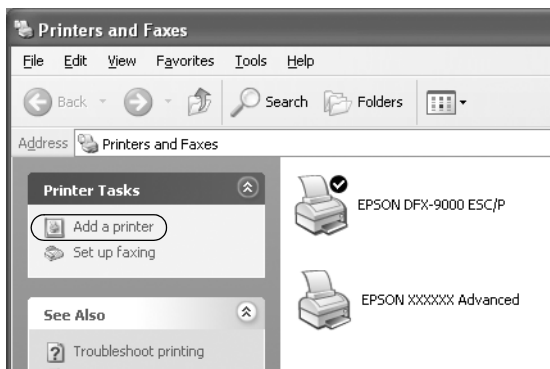 Printers and Faxes
File Edit View Favorites Tools Help
Back Search Folders
Address Printers and Faxes
Printer Tasks
Add a printer
Set up faxing
See Also
Troubleshoot printing
EPSON DFX-9000 ESC/P
EPSON XXXXXX Advanced